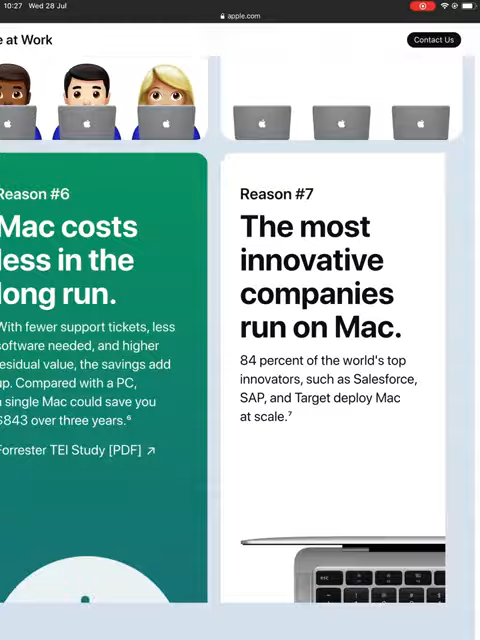 10:27 Wed 28 Jul
apple.com
e at Work
Contact Us
Reason #6
Mac costs
less in the
long run.
With fewer support tickets, less
software needed, and higher
residual value, the savings add
up. Compared with a PC,
a single Mac could save you
$843 over three years.⁶
Forrester TEI Study [PDF] ↗
Reason #7
The most
innovative
companies
run on Mac.
84 percent of the world's top
innovators, such as Salesforce,
SAP, and Target deploy Mac
at scale.⁷
esc